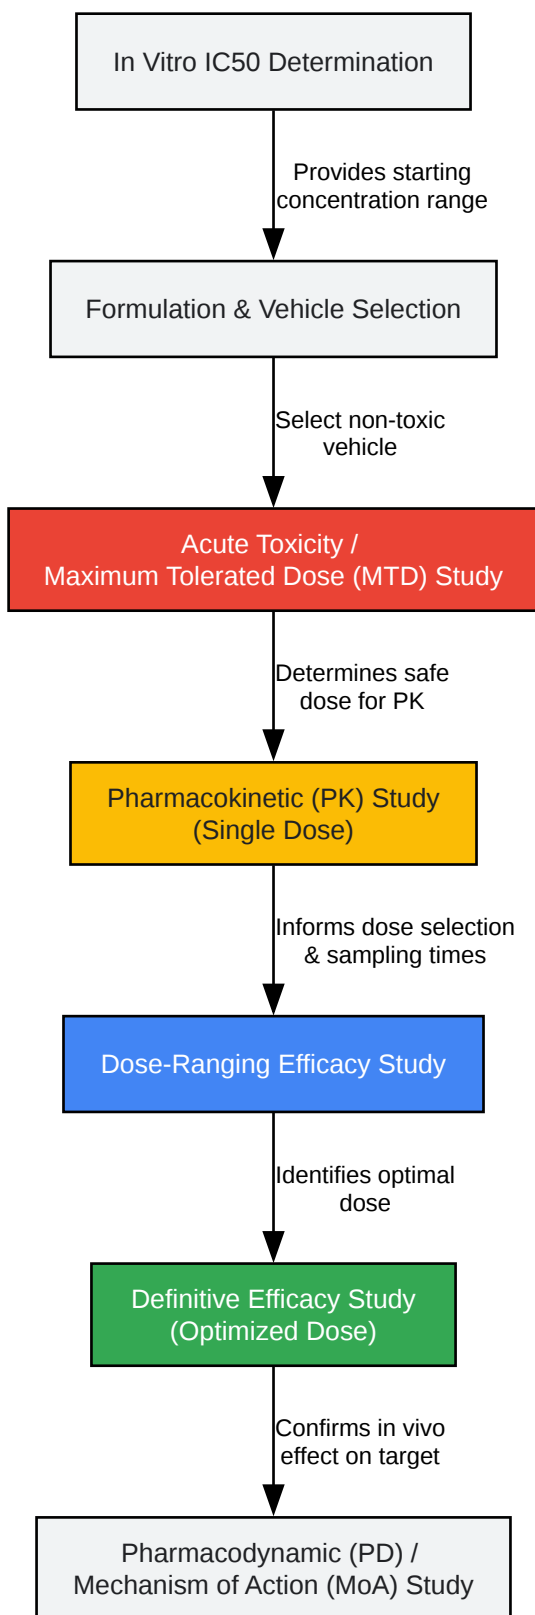 In Vitro IC50 Determination
Provides starting
concentration range
Formulation & Vehicle Selection
Select non-toxic
vehicle
Acute Toxicity /
Maximum Tolerated Dose (MTD) Study
Determines safe
dose for PK
Pharmacokinetic (PK) Study
(Single Dose)
Informs dose selection
& sampling times
Dose-Ranging Efficacy Study
Identifies optimal
dose
Definitive Efficacy Study
(Optimized Dose)
Confirms in vivo
effect on target
Pharmacodynamic (PD) /
Mechanism of Action (MoA) Study